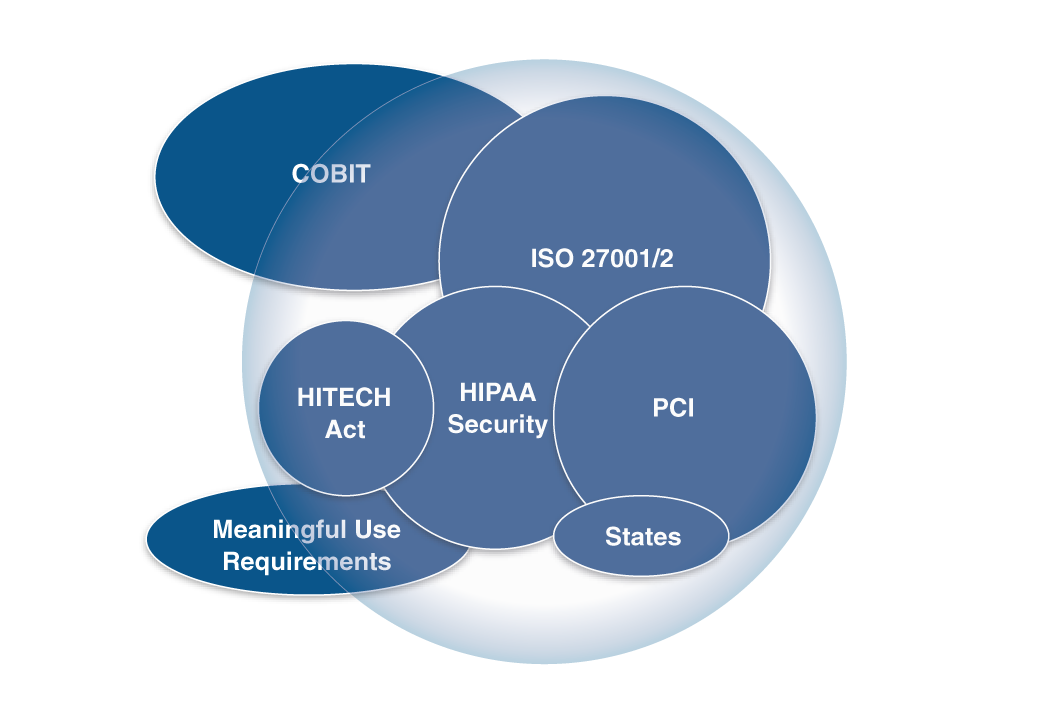 COBIT
ISO 27001/2
HITECH
Act
HIPAA
Security
PCI
Meaningful Use
Requirements
States